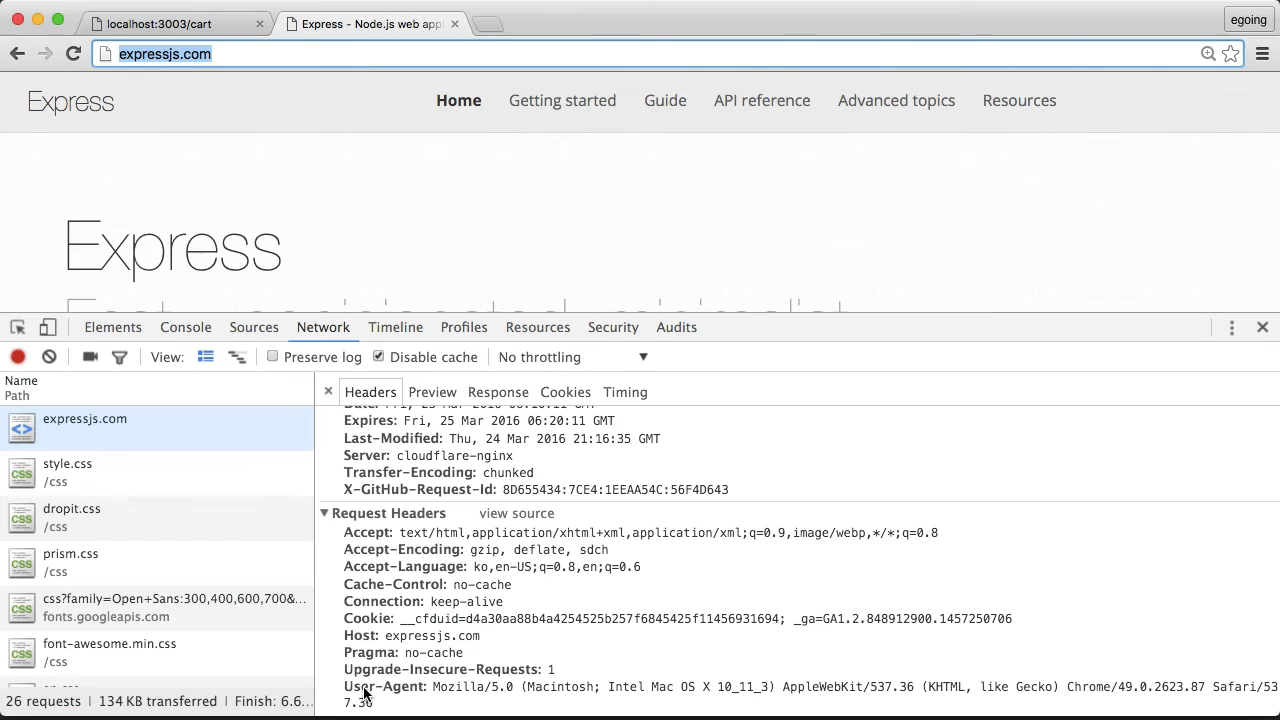 localhost:3003/cart
Express - Node.js web app
egoing
expressjs.com
Express
Home Getting started Guide API reference Advanced topics Resources
Express
Elements Console Sources Network Timeline Profiles Resources Security Audits
View: Preserve log Disable cache No throttling
Name
Path
Headers Preview Response Cookies Timing
expressjs.com
style.css
/css
dropit.css
/css
prism.css
/css
css?family=Open+Sans:300,400,600,700&...
fonts.googleapis.com
font-awesome.min.css
/css
26 requests | 134 KB transferred | Finish: 6.6...
Expires: Fri, 25 Mar 2016 06:20:11 GMT
Last-Modified: Thu, 24 Mar 2016 21:16:35 GMT
Server: cloudflare-nginx
Transfer-Encoding: chunked
X-GitHub-Request-Id: 8D655434:7CE4:1EEAA54C:56F4D643
Request Headers view source
Accept: text/html,application/xhtml+xml,application/xml;q=0.9,image/webp,*/*;q=0.8
Accept-Encoding: gzip, deflate, sdch
Accept-Language: ko,en-US;q=0.8,en;q=0.6
Cache-Control: no-cache
Connection: keep-alive
Cookie: __cfduid=d4a30aa88b4a4254525b257f6845425f11456931694; _ga=GA1.2.848912900.1457250706
Host: expressjs.com
Pragma: no-cache
Upgrade-Insecure-Requests: 1
User-Agent: Mozilla/5.0 (Macintosh; Intel Mac OS X 10_11_3) AppleWebKit/537.36 (KHTML, like Gecko) Chrome/49.0.2623.87 Safari/53
7.36